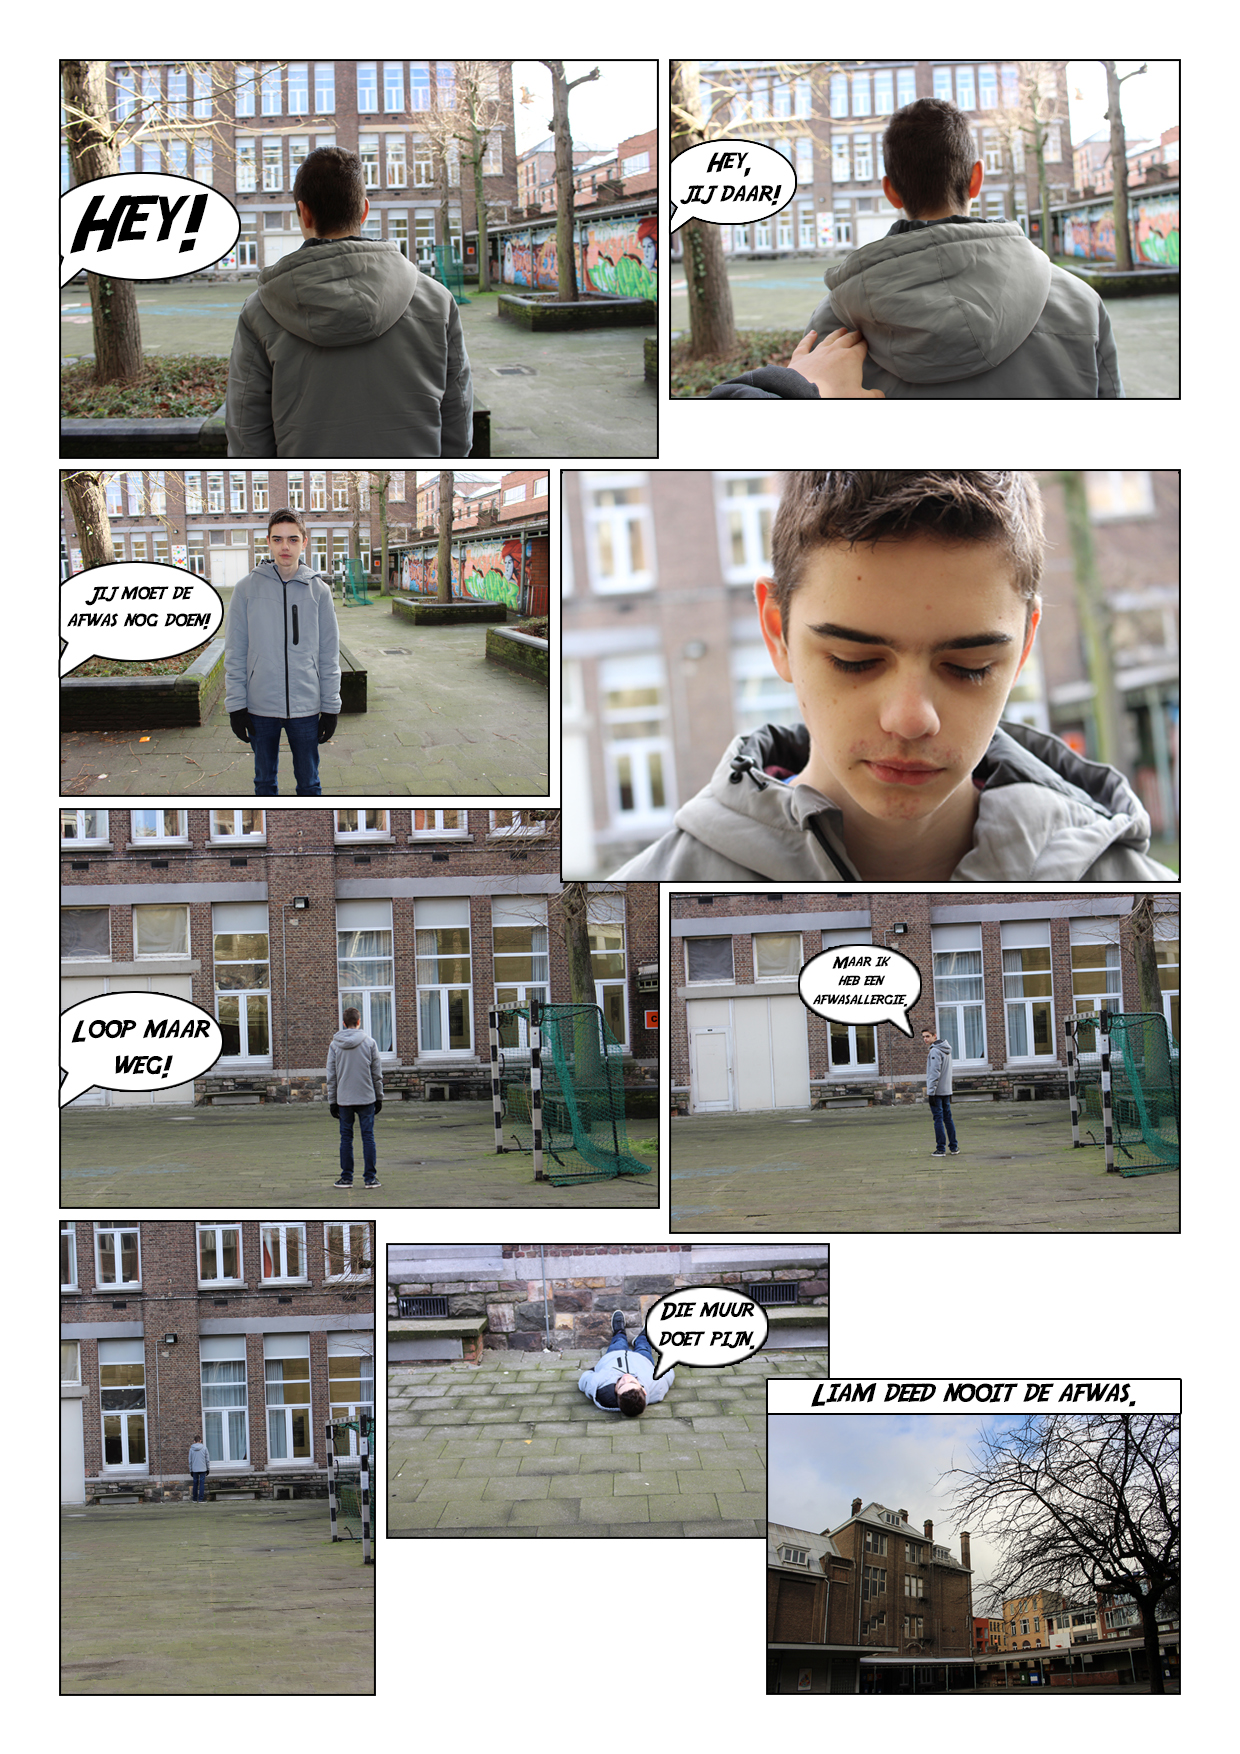 HEY!
HEY,
JIJ DAAR!
JIJ MOET DE
AFWAS NOG DOEN!
LOOP MAAR
WEG!
MAAR IK
HEB EEN
AFWASALLERGIE.
DIE MUUR
DOET PIJN.
LIAM DEED NOOIT DE AFWAS.